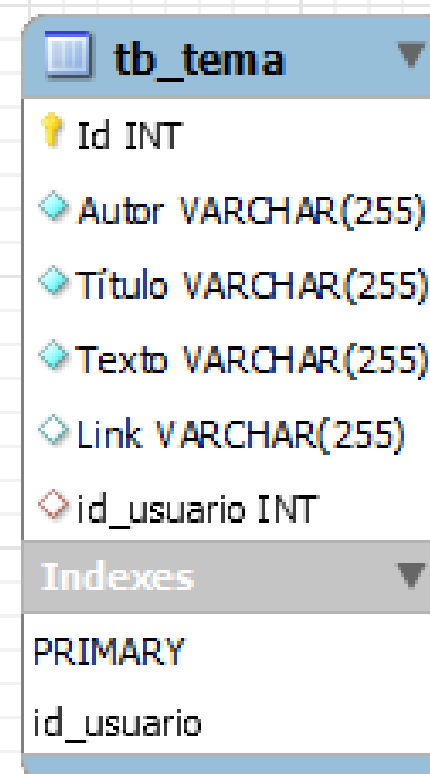 tb_tema
Id INT
Autor VARCHAR(255)
Título VARCHAR(255)
Texto VARCHAR(255)
Link VARCHAR(255)
id_usuario INT
Indexes
PRIMARY
id_usuario